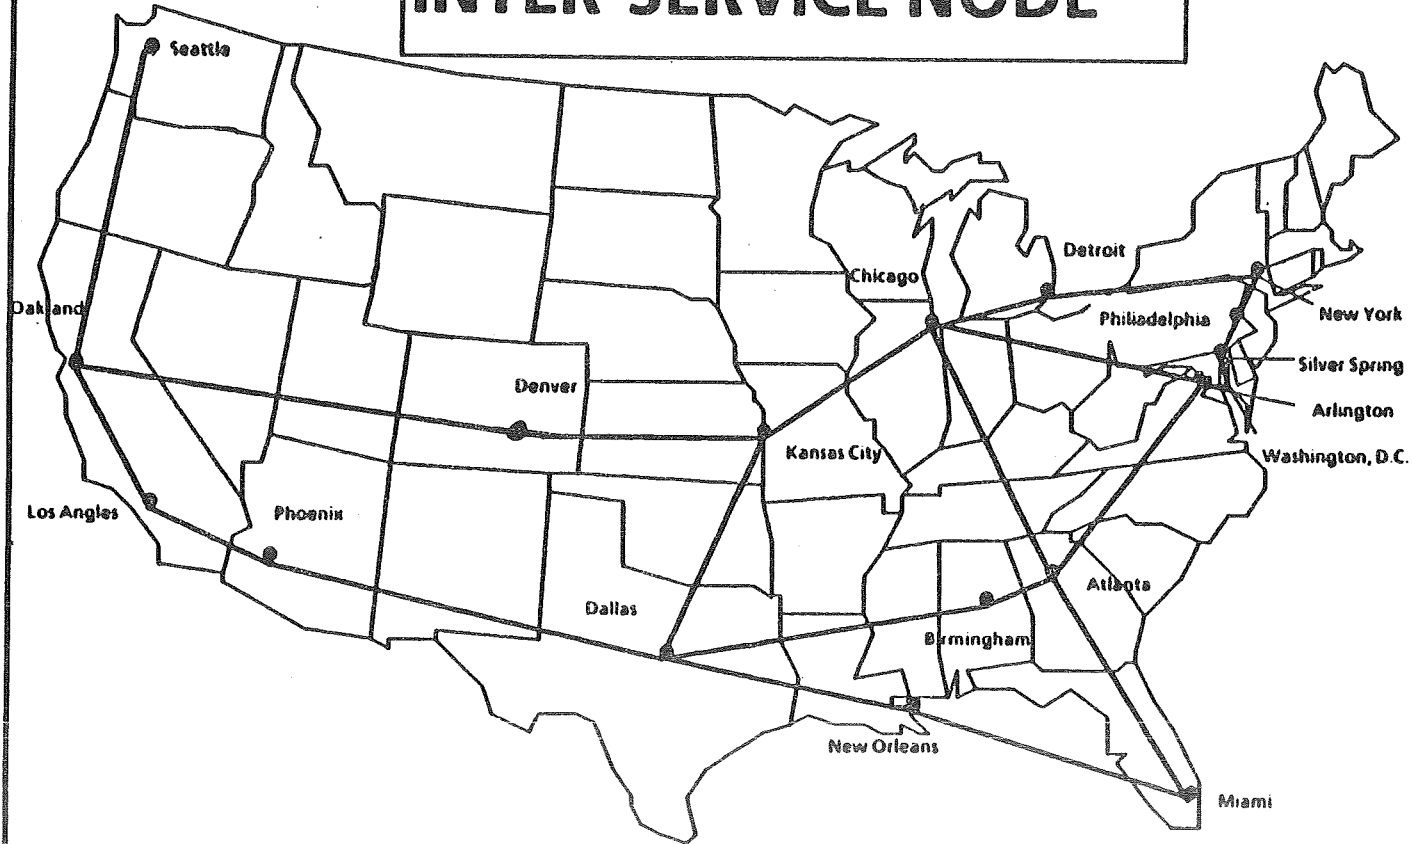 INTER-SERVICE NODE
Seattle
Detroit
Chicago
Oakland
New York
Philiadelphia
Silver Spring
Denver
Arlington
Kansas City
Washington, D.C.
Los Angles
Phoenix
Atlanta
Dallas
Birmingham
New Orleans
Miami